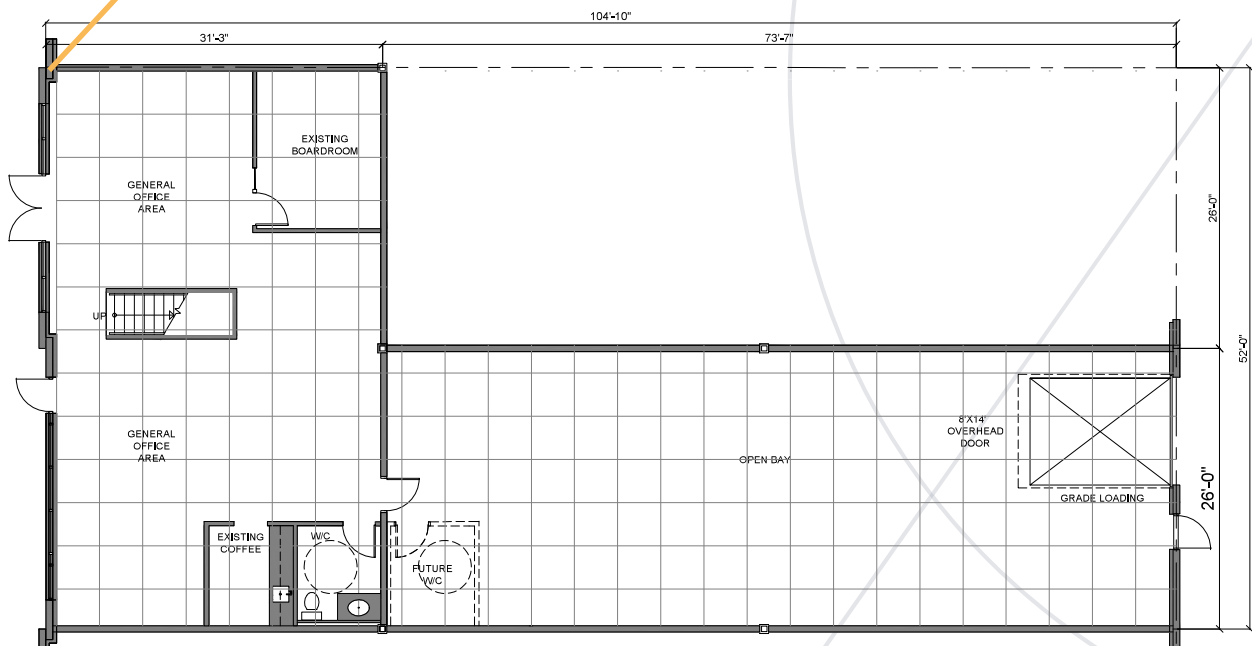 104'-10"
31'-3"
73'-7"
EXISTING
BOARDROOM
GENERAL
OFFICE
AREA
26'-0"
UP
52'-0"
GENERAL
OFFICE
AREA
8'X14'
OVERHEAD
DOOR
OPEN BAY
GRADE LOADING
26'-0"
EXISTING
COFFEE
W/C
FUTURE
W/C